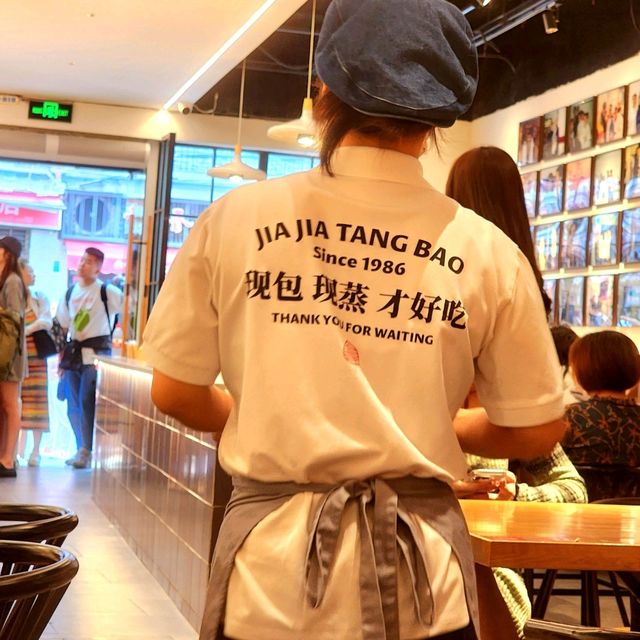 JIA JIA TANG BAO
Since 1986
现包 现蒸 才好吃
THANK YOU FOR WAITING